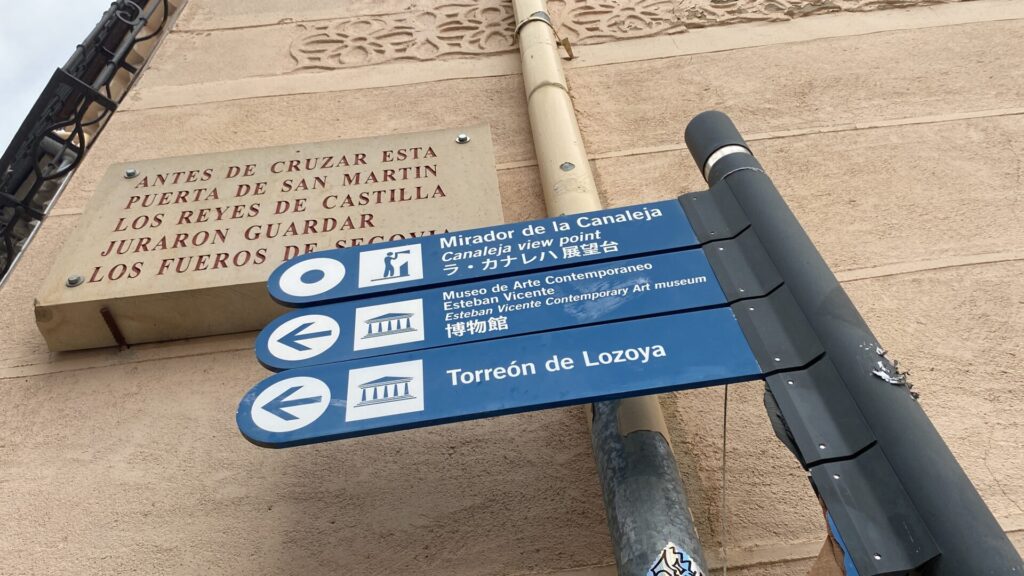 ANTES DE CRUZAR ESTA
PUERTA DE SAN MARTIN
LOS REYES DE CASTILLA
JURARON GUARDAR
LOS FUEROS DE SEGOVIA
Mirador de la Canaleja
Canaleja view point
ラ・カナレハ 展望台
Museo de Arte Contemporaneo
Esteban Vicente
Esteban Vicente Contemporary Art museum
博物館
Torreón de Lozoya